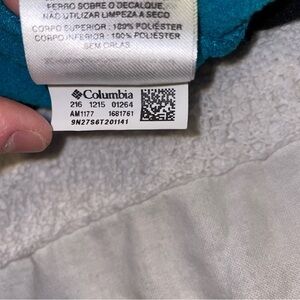 FERRO SOBRE O DECALQUE,
NÃO UTILIZAR LIMPEZA A SECO
CORPO SUPERIOR : 100% POLIÉSTER
CORPO INFERIOR : 100% POLIÉSTER
SEM ORLAS
Columbia
216 1215 01264
AM1177 1681761
9N27S6T201141